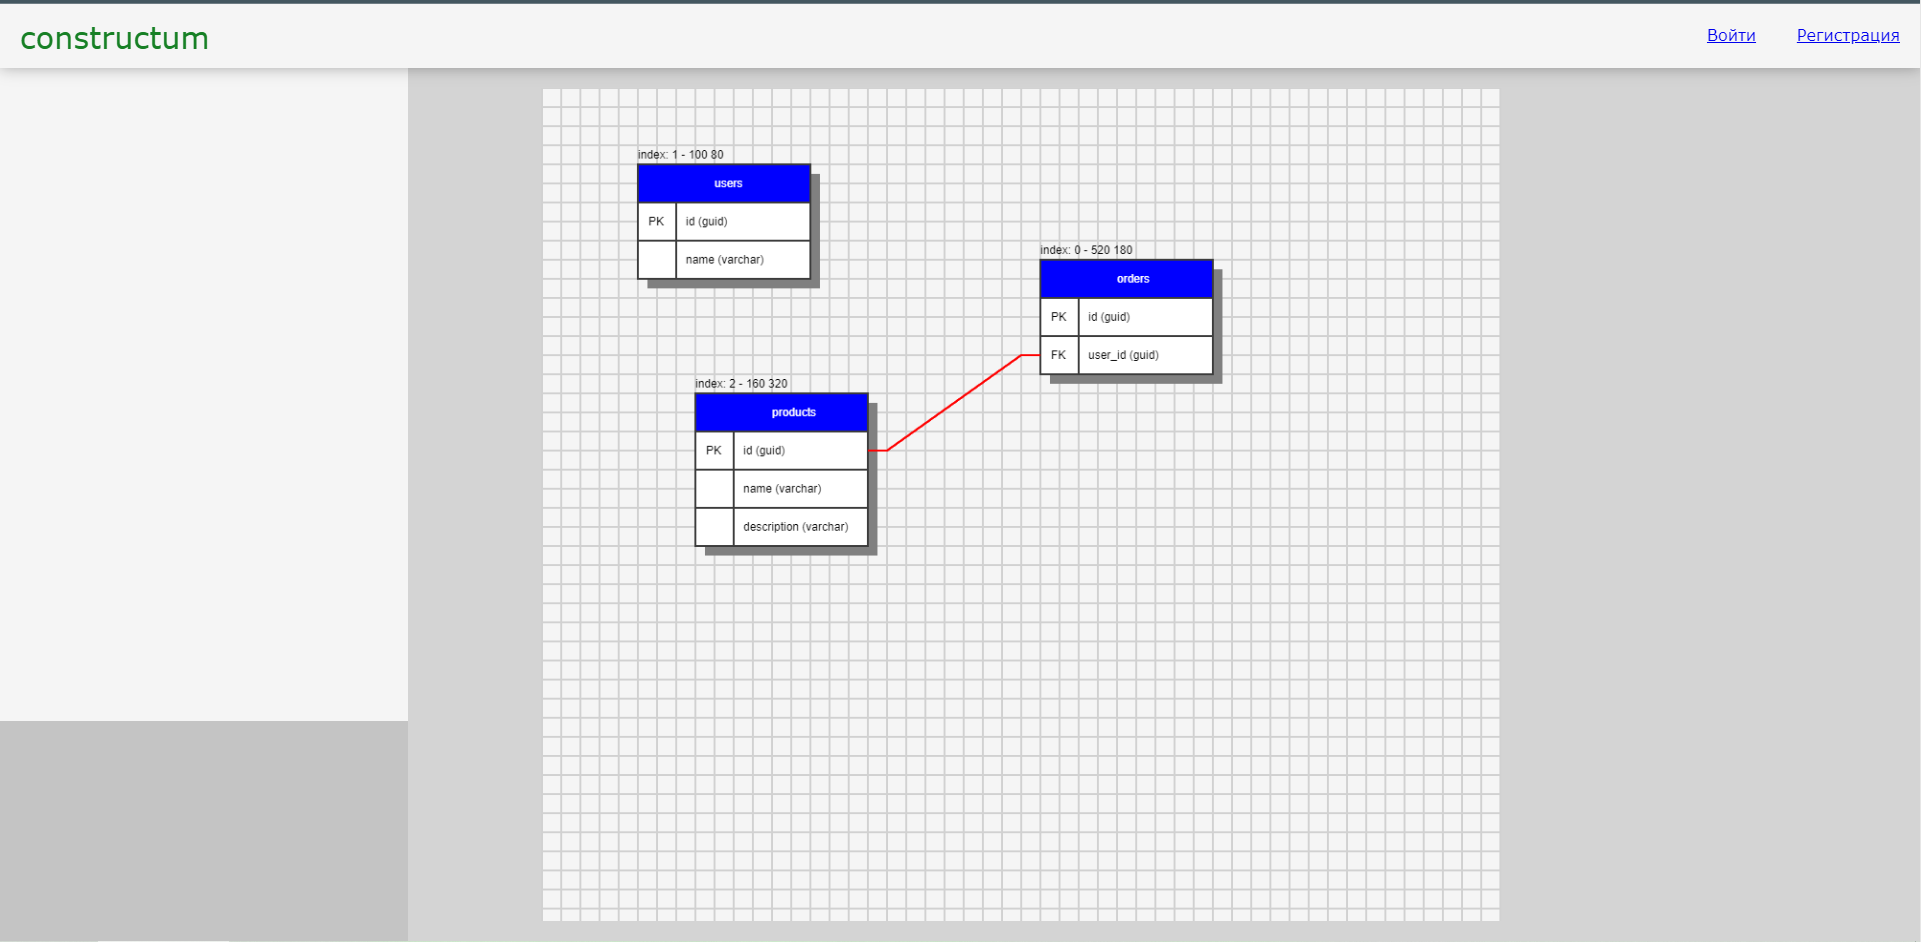 constructum
Войти
Регистрация
index: 1 - 100 80
users
PK id (guid)
name (varchar)
index: 0 - 520 180
orders
PK id (guid)
FK user_id (guid)
index: 2 - 160 320
products
PK id (guid)
name (varchar)
description (varchar)